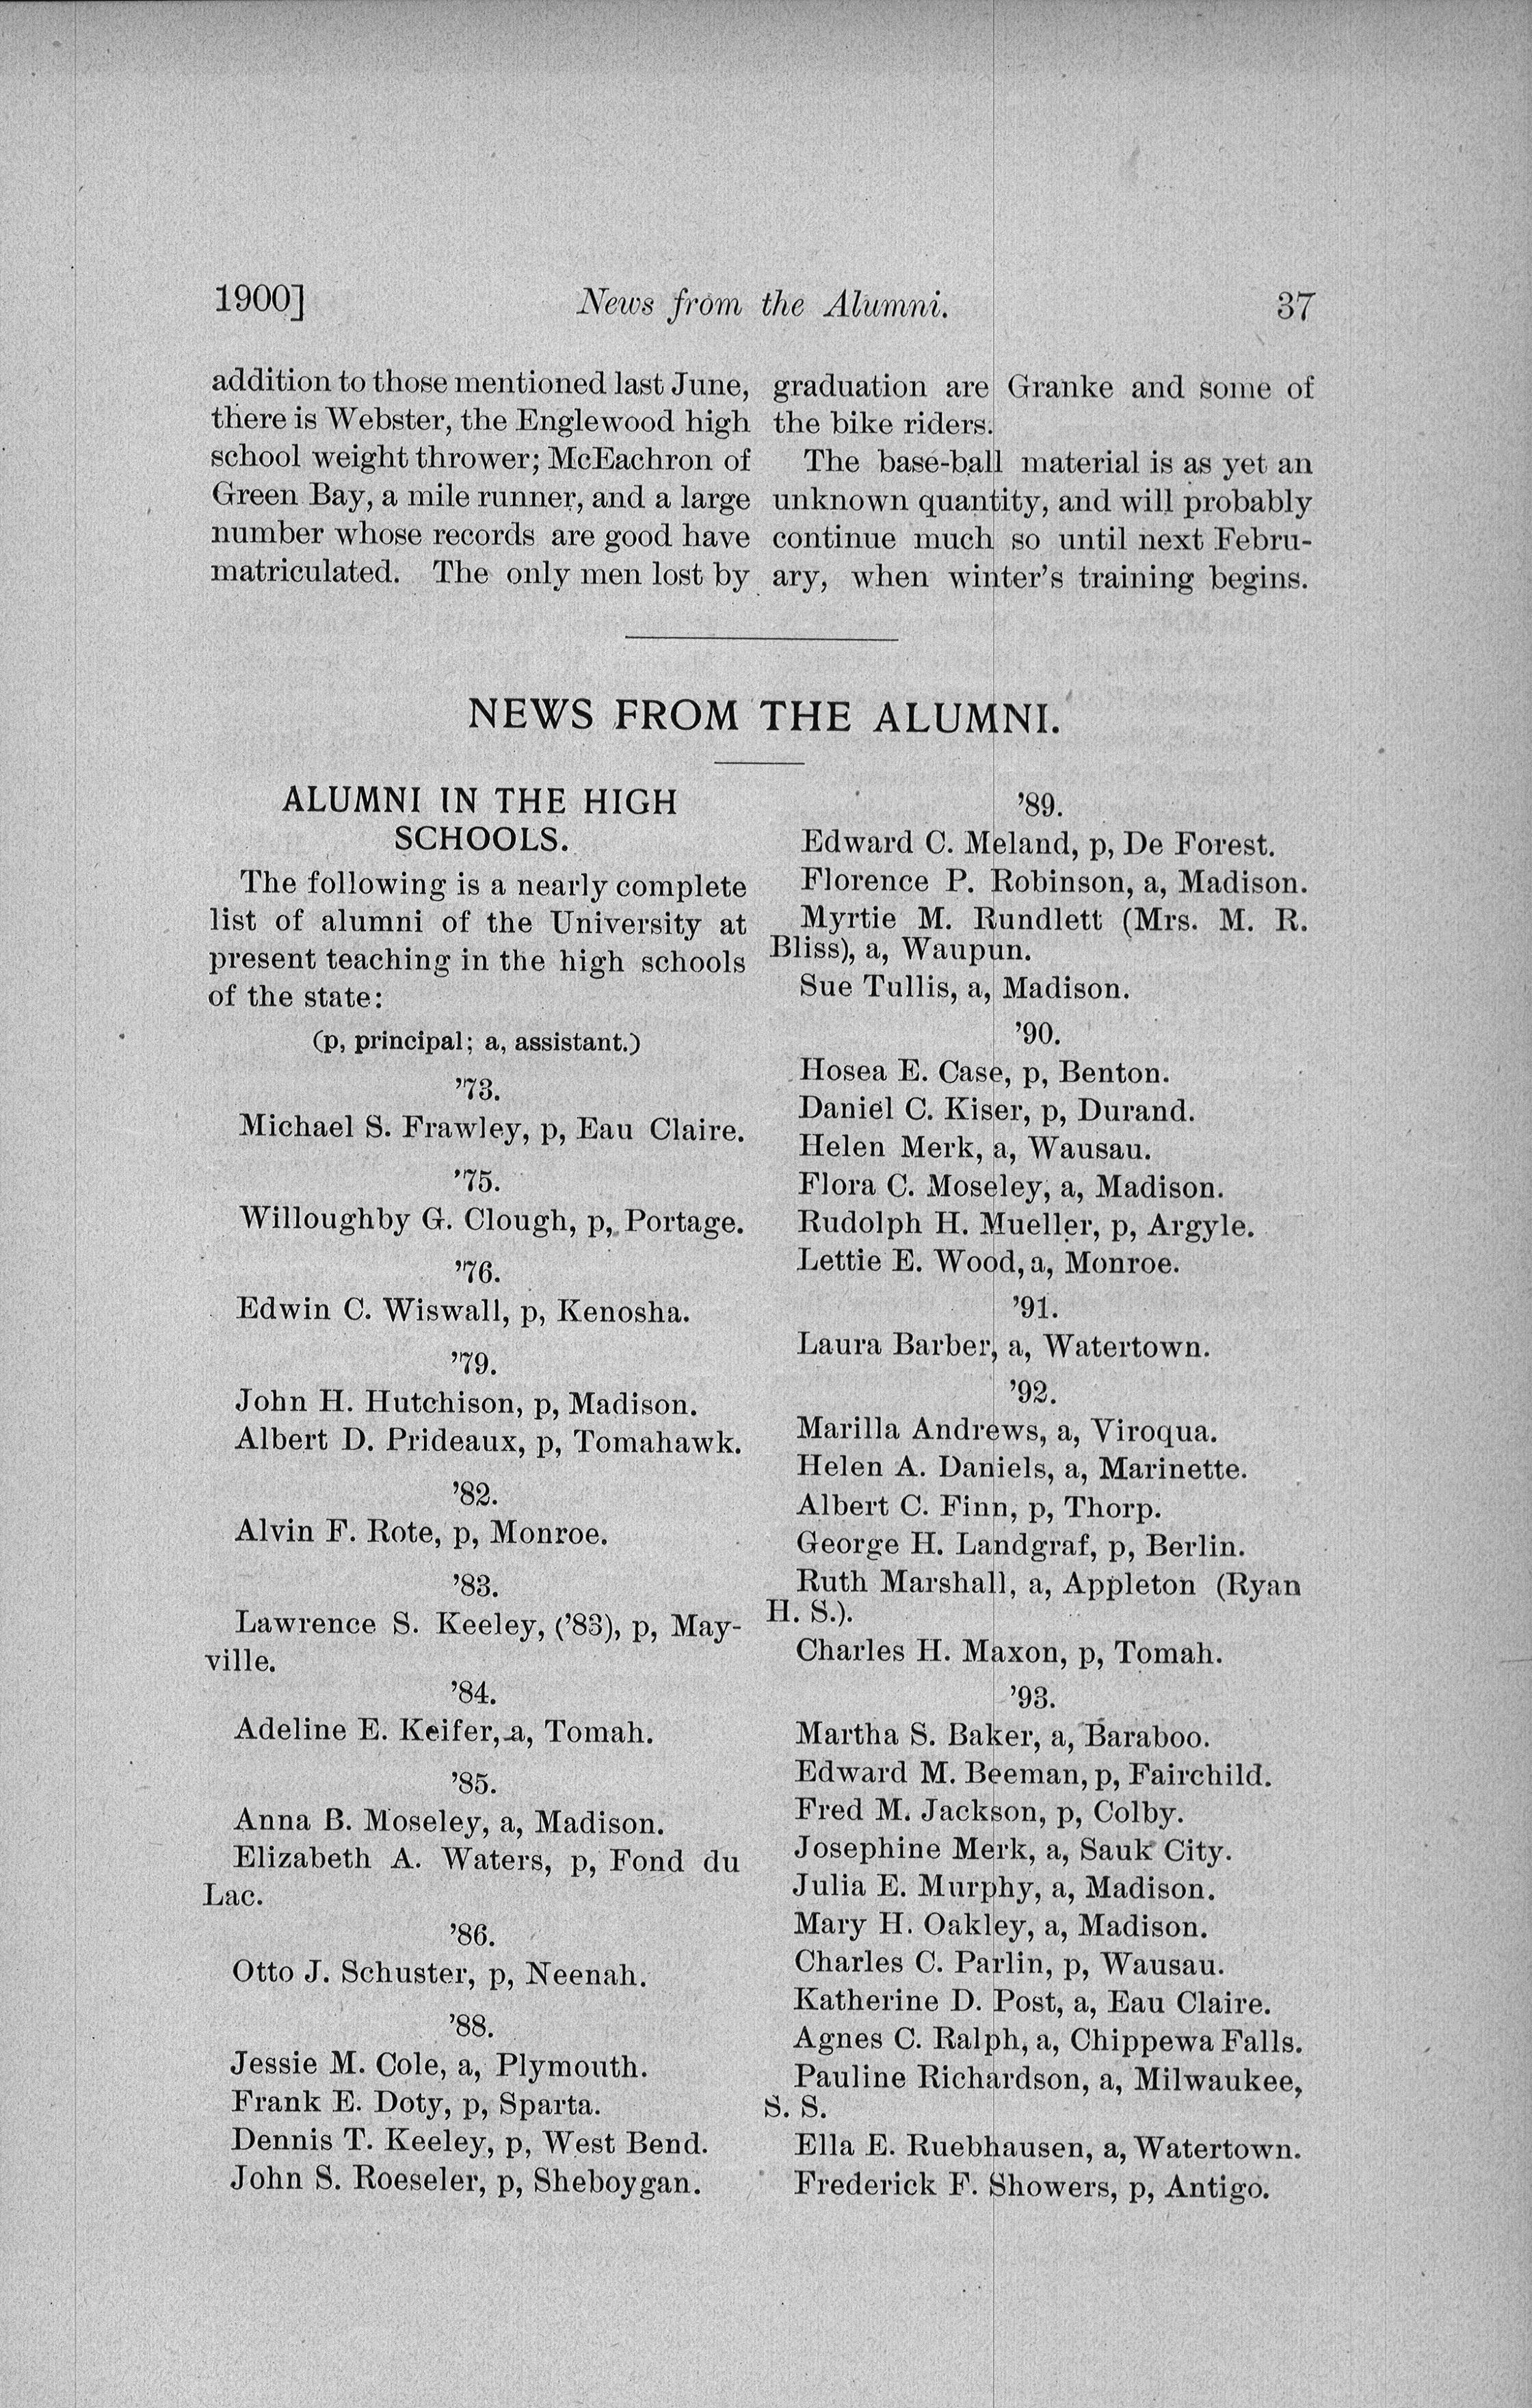 1900]
News from the Alumni.
37
addition to those mentioned last June,
there is Webster, the Englewood high
school weight thrower; McEachron of
Green Bay, a mile runner, and a large
number whose records are good have
matriculated. The only men lost by
graduation are Granke and some of
the bike riders.
The base-ball material is as yet an
unknown quantity, and will probably
continue much so until next Febru-
ary, when winter's training begins.
NEWS FROM THE ALUMNI.
ALUMNI IN THE HIGH
SCHOOLS.
The following is a nearly complete
list of alumni of the University at
present teaching in the high schools
of the state:
(p, principal; a, assistant.)
'73.
Michael S. Frawley, p, Eau Claire.
'75.
Willoughby G. Clough, p, Portage.
'76.
Edwin C. Wiswall, p, Kenosha.
'79.
John H. Hutchison, p, Madison.
Albert D. Prideaux, p, Tomahawk.
'82.
Alvin F. Rote, p, Monroe.
'83.
Lawrence S. Keeley, ('83), p, May-
ville.
'84.
Adeline E. Keifer, a, Tomah.
'85.
Anna B. Moseley, a, Madison.
Elizabeth A. Waters, p, Fond du
Lac.
'86.
Otto J. Schuster, p, Neenah.
'88.
Jessie M. Cole, a, Plymouth.
Frank E. Doty, p, Sparta.
Dennis T. Keeley, p, West Bend.
John S. Roeseler, p, Sheboygan.
'89.
Edward C. Meland, p, De Forest.
Florence P. Robinson, a, Madison.
Myrtie M. Rundlett (Mrs. M. R.
Bliss), a, Waupun.
Sue Tullis, a, Madison.
'90.
Hosea E. Case, p, Benton.
Daniel C. Kiser, p, Durand.
Helen Merk, a, Wausau.
Flora C. Moseley, a, Madison.
Rudolph H. Mueller, p, Argyle.
Lettie E. Wood, a, Monroe.
'91.
Laura Barber, a, Watertown.
'92.
Marilla Andrews, a, Viroqua.
Helen A. Daniels, a, Marinette.
Albert C. Finn, p, Thorp.
George H. Landgraf, p, Berlin.
Ruth Marshall, a, Appleton (Ryan
H. S.).
Charles H. Maxon, p, Tomah.
'93.
Martha S. Baker, a, Baraboo.
Edward M. Beeman, p, Fairchild.
Fred M. Jackson, p, Colby.
Josephine Merk, a, Sauk City.
Julia E. Murphy, a, Madison.
Mary H. Oakley, a, Madison.
Charles C. Parlin, p, Wausau.
Katherine D. Post, a, Eau Claire.
Agnes C. Ralph, a, Chippewa Falls.
Pauline Richardson, a, Milwaukee,
S. S.
Ella E. Ruebhausen, a, Watertown.
Frederick F. Showers, p, Antigo.